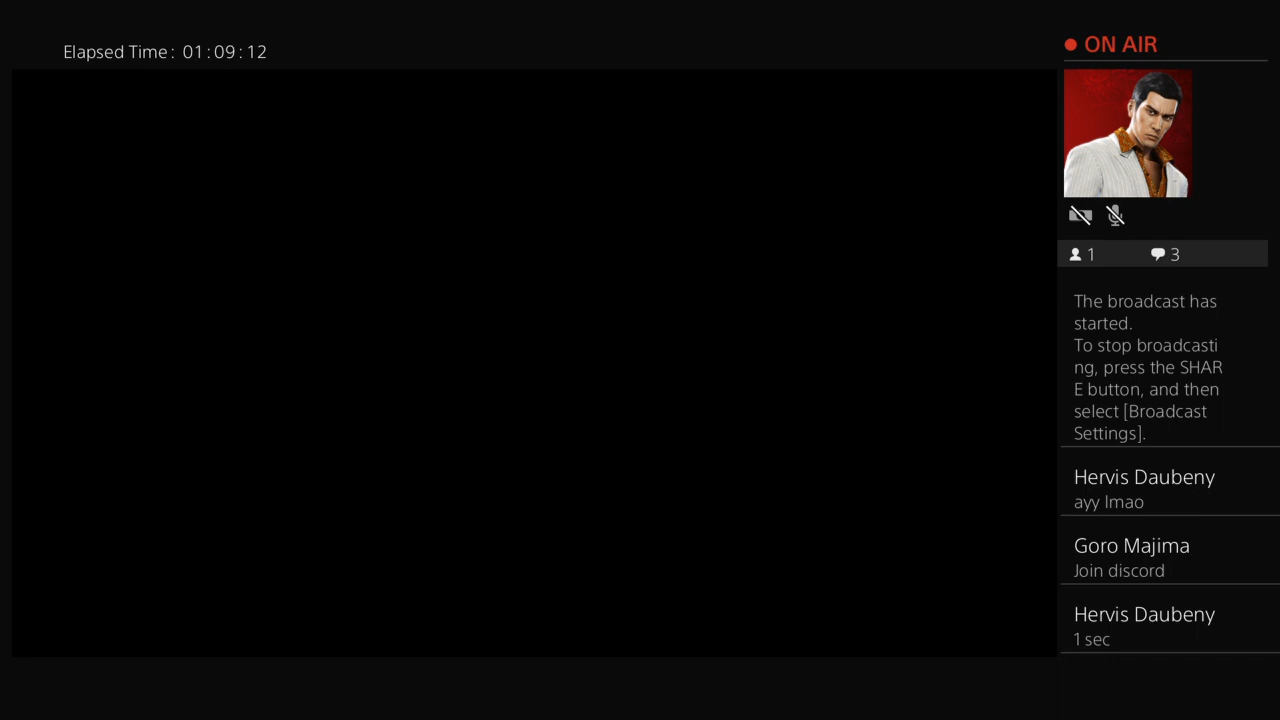 Elapsed Time: 01:09:12
ON AIR
1 3
The broadcast has
started.
To stop broadcasti
ng, press the SHAR
E button, and then
select [Broadcast
Settings].
Hervis Daubeny
ayy lmao
Goro Majima
Join discord
Hervis Daubeny
1 sec